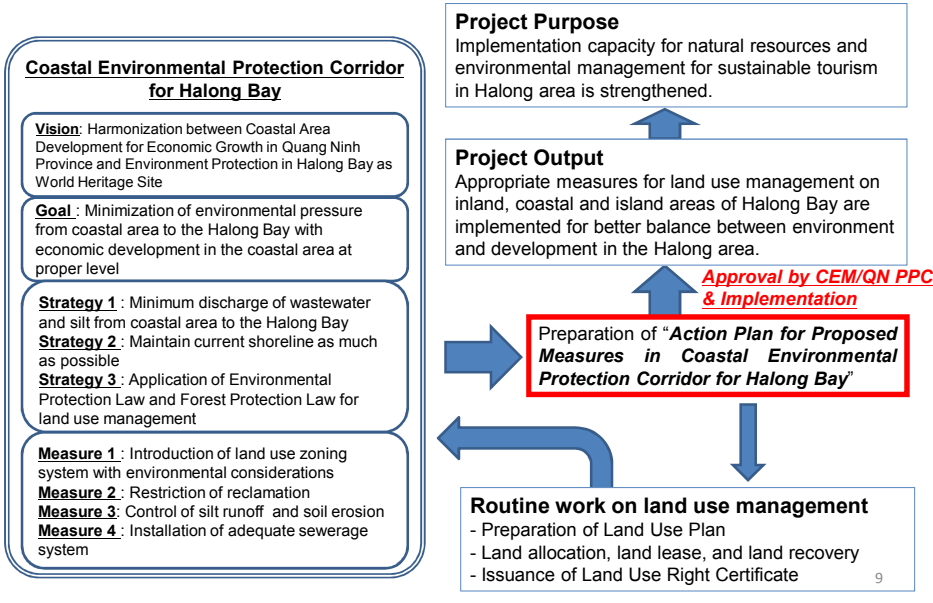 Coastal Environmental Protection Corridor
for Halong Bay
Vision: Harmonization between Coastal Area
Development for Economic Growth in Quang Ninh
Province and Environment Protection in Halong Bay as
World Heritage Site
Goal : Minimization of environmental pressure
from coastal area to the Halong Bay with
economic development in the coastal area at
proper level
Strategy 1 : Minimum discharge of wastewater
and silt from coastal area to the Halong Bay
Strategy 2 : Maintain current shoreline as much
as possible
Strategy 3 : Application of Environmental
Protection Law and Forest Protection Law for
land use management
Measure 1 : Introduction of land use zoning
system with environmental considerations
Measure 2 : Restriction of reclamation
Measure 3: Control of silt runoff and soil erosion
Measure 4 : Installation of adequate sewerage
system
Project Purpose
Implementation capacity for natural resources and
environmental management for sustainable tourism
in Halong area is strengthened.
Project Output
Appropriate measures for land use management on
inland, coastal and island areas of Halong Bay are
implemented for better balance between environment
and development in the Halong area.
Approval by CEM/QN PPC
& Implementation
Preparation of “Action Plan for Proposed
Measures in Coastal Environmental
Protection Corridor for Halong Bay”
Routine work on land use management
- Preparation of Land Use Plan
- Land allocation, land lease, and land recovery
- Issuance of Land Use Right Certificate
9